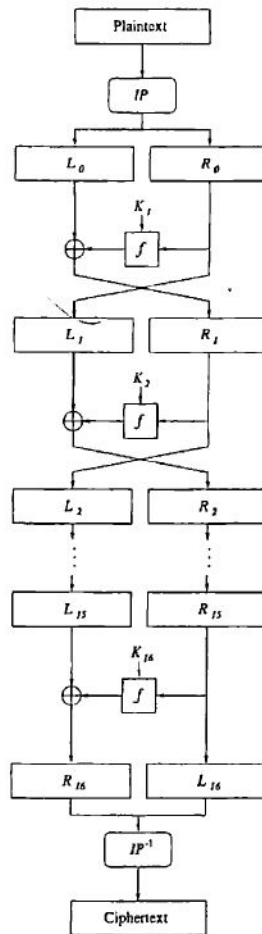 Plaintext
IP
L₀ R₀
K₁
f
L₁ R₁
K₂
f
L₂ R₂
⋮ ⋮
L₁₅ R₁₅
K₁₆
f
R₁₆ L₁₆
IP⁻¹
Ciphertext